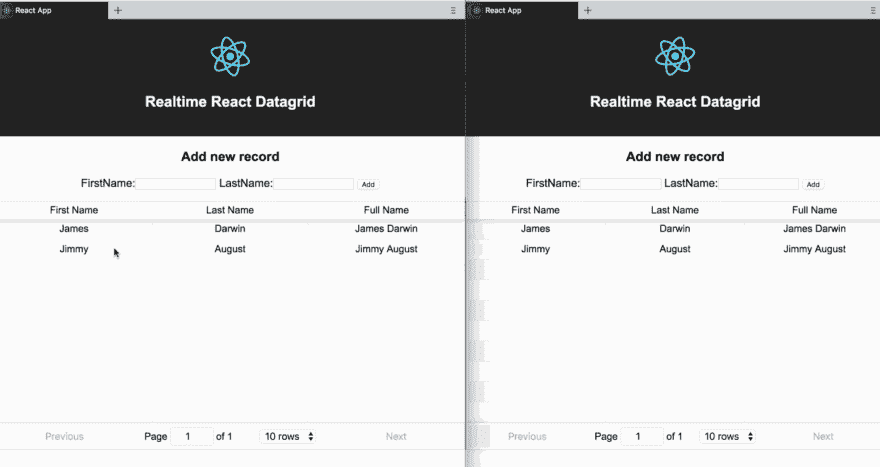 React App
Realtime React Datagrid
Add new record
FirstName: LastName: Add
First Name Last Name Full Name
James Darwin James Darwin
Jimmy August Jimmy August
Previous Page 1 of 1 10 rows Next
React App
Realtime React Datagrid
Add new record
FirstName: LastName: Add
First Name Last Name Full Name
James Darwin James Darwin
Jimmy August Jimmy August
Previous Page 1 of 1 10 rows Next